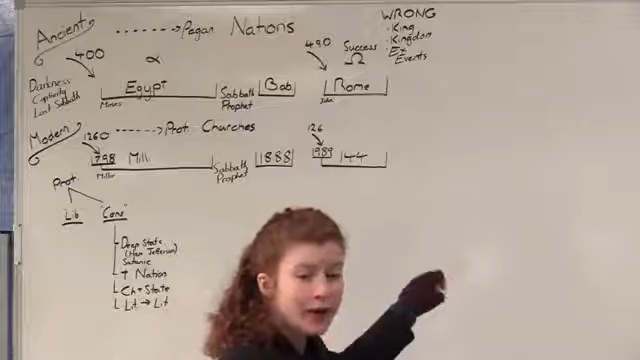 Ancient -----> Pagan Nations
WRONG
· King
· Kingdom
· Ex
Events
400
α
490
Success
Ω
Darkness
Captivity
Lost Sabbath
Egypt
Moses
Sabbath
Prophet
Bab
Rome
John
Modern
1260 -----> Prot Churches
126
1798
Mill
Miller
Sabbath
Prophet
1888
1989
144
Prot
Lib
"Cons"
Deep State
Satanic
+ Nation
Ch + State
Lit → Lit